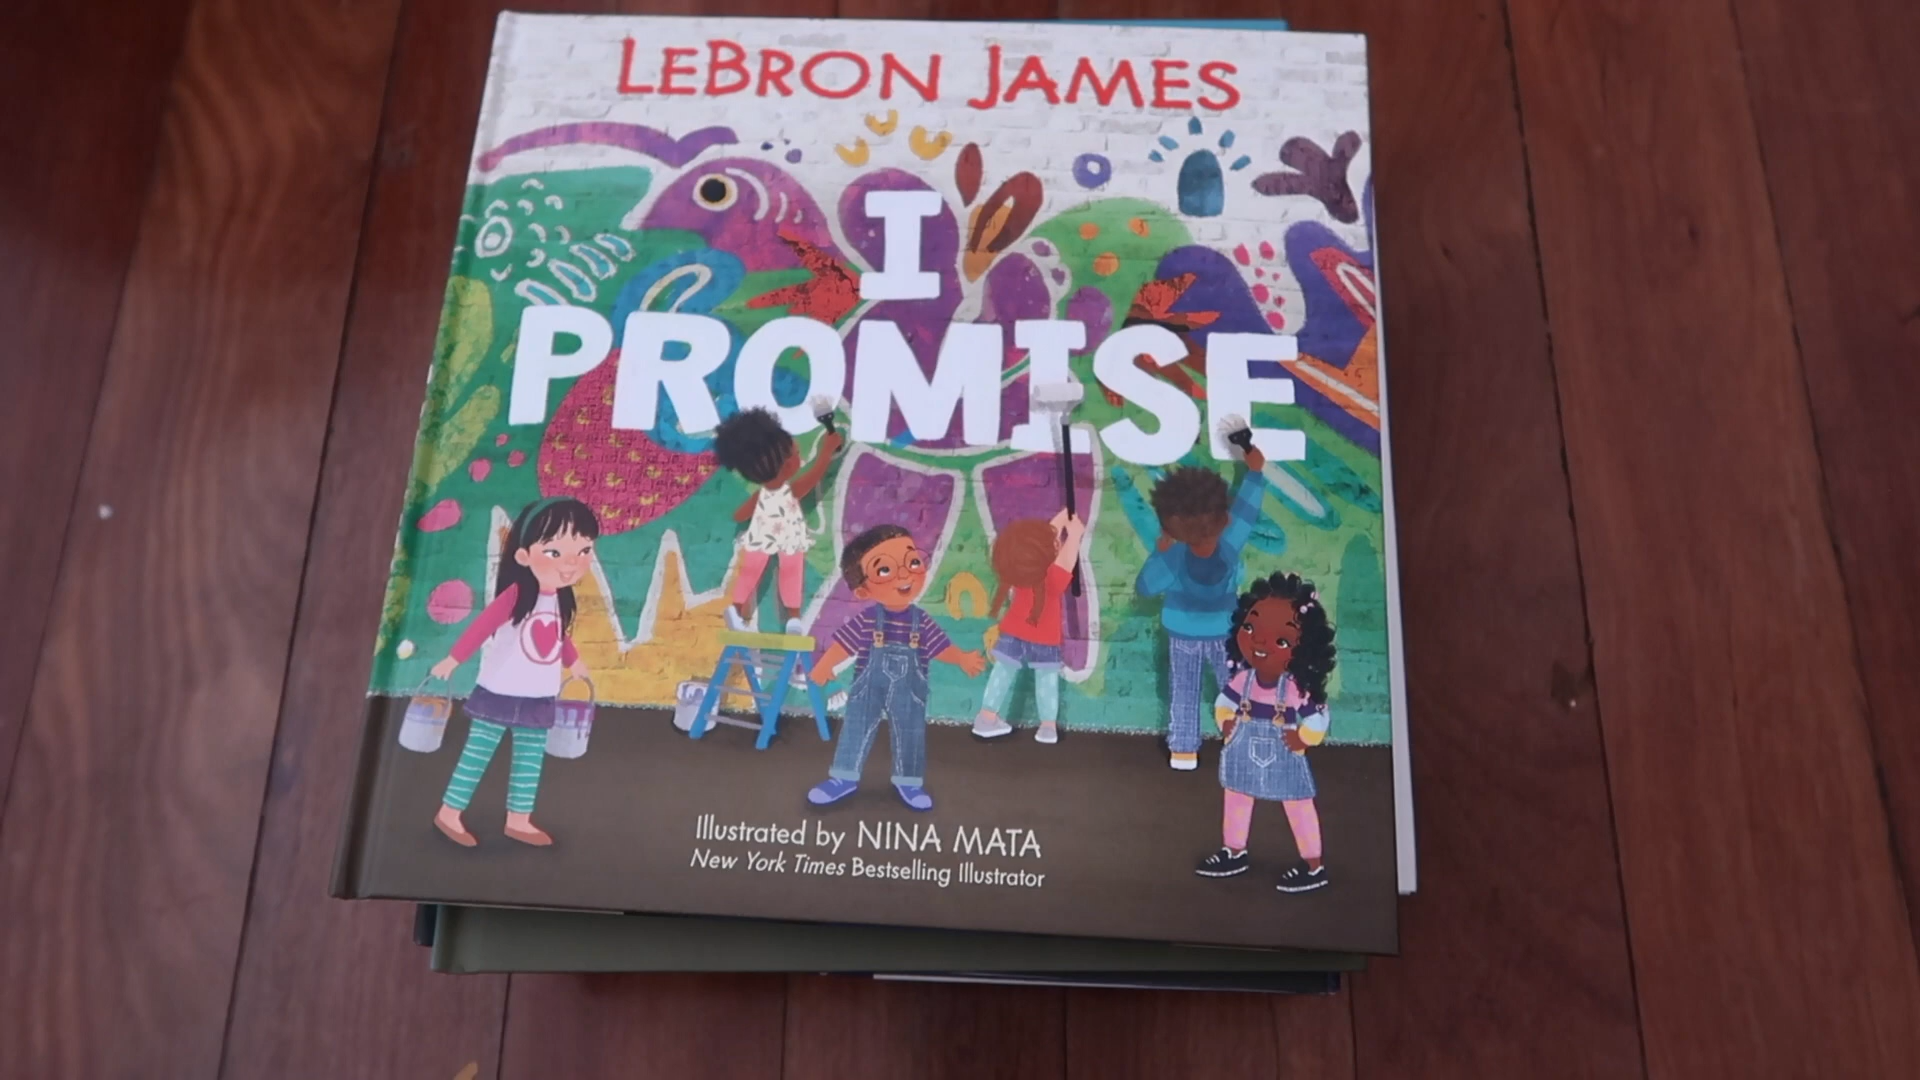 LEBRON JAMES
I
PROMISE
Illustrated by NINA MATA
New York Times Bestselling Illustrator